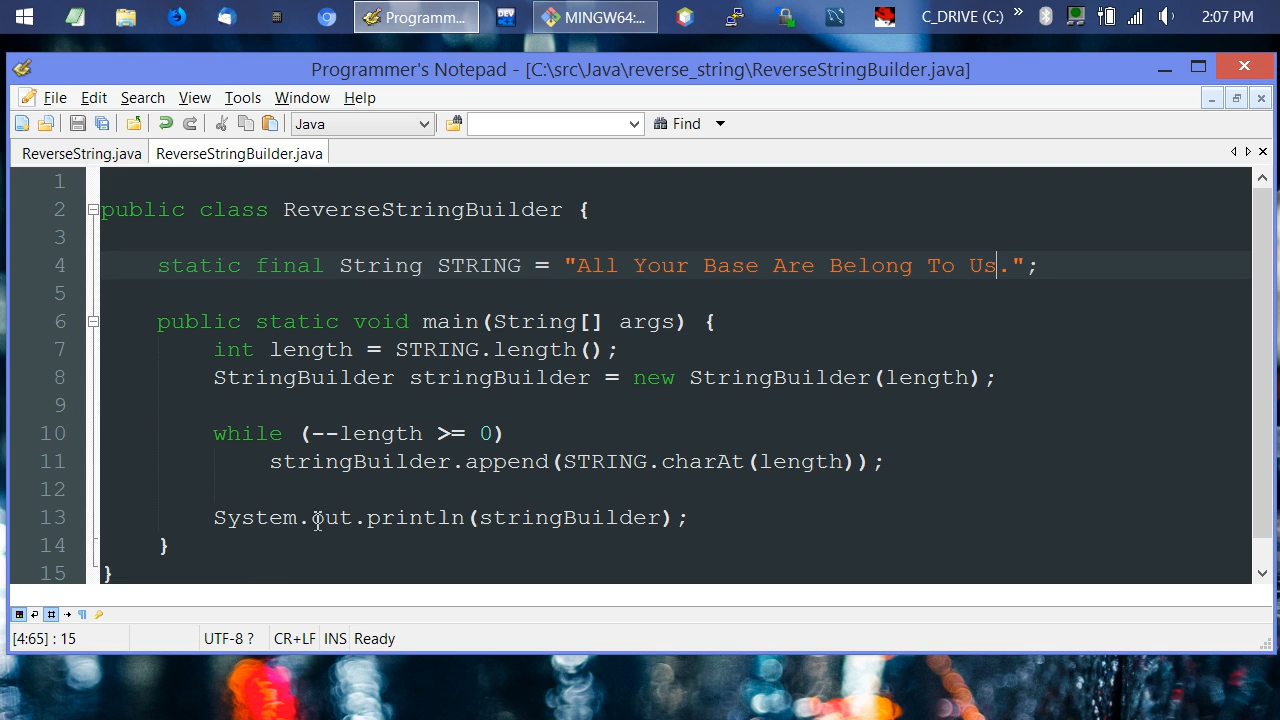 Programm... MINGW64:... C_DRIVE (C:) » 2:07 PM
Programmer's Notepad - [C:\src\Java\reverse_string\ReverseStringBuilder.java]
File Edit Search View Tools Window Help
Java Find
ReverseString.java ReverseStringBuilder.java
1
2 public class ReverseStringBuilder {
3
4 static final String STRING = "All Your Base Are Belong To Us.";
5
6 public static void main(String[] args) {
7 int length = STRING.length();
8 StringBuilder stringBuilder = new StringBuilder(length);
9
10 while (--length >= 0)
11 stringBuilder.append(STRING.charAt(length));
12
13 System.out.println(stringBuilder);
14 }
15 }
[4:65] : 15 UTF-8 ? CR+LF INS Ready